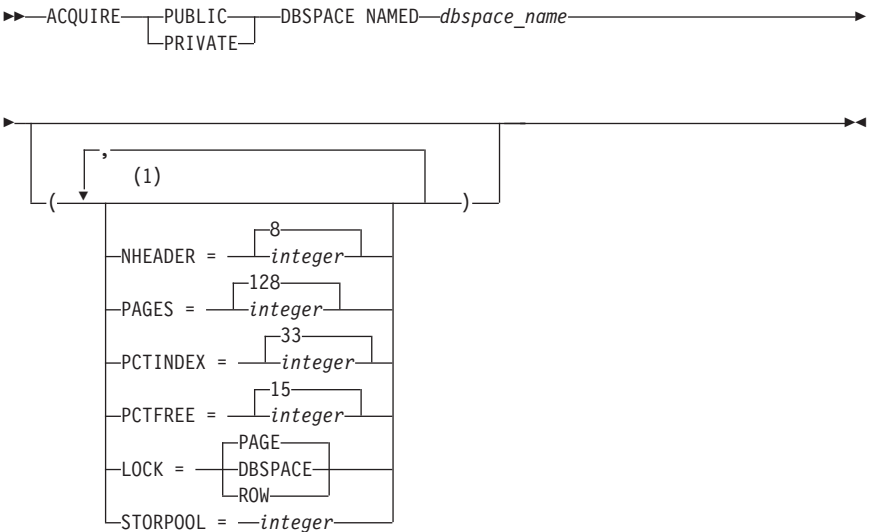 ACQUIRE PUBLIC DBSPACE NAMED dbspace_name
PRIVATE
,
(1)
( )
8
NHEADER = integer
128
PAGES = integer
33
PCTINDEX = integer
15
PCTFREE = integer
PAGE
LOCK = DBSPACE
ROW
STORPOOL = integer